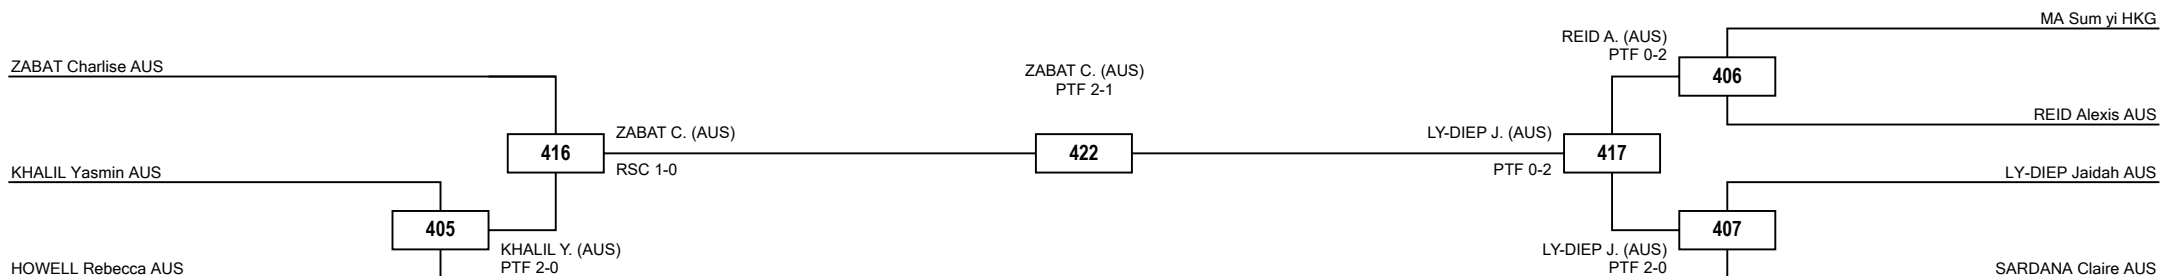 MA Sum yi HKG
REID A. (AUS)
PTF 0-2
ZABAT Charlise AUS
ZABAT C. (AUS)
PTF 2-1
406
REID Alexis AUS
ZABAT C. (AUS)
LY-DIEP J. (AUS)
416
422
417
KHALIL Yasmin AUS
RSC 1-0
PTF 0-2
LY-DIEP Jaidah AUS
405
407
KHALIL Y. (AUS)
PTF 2-0
LY-DIEP J. (AUS)
PTF 2-0
HOWELL Rebecca AUS
SARDANA Claire AUS